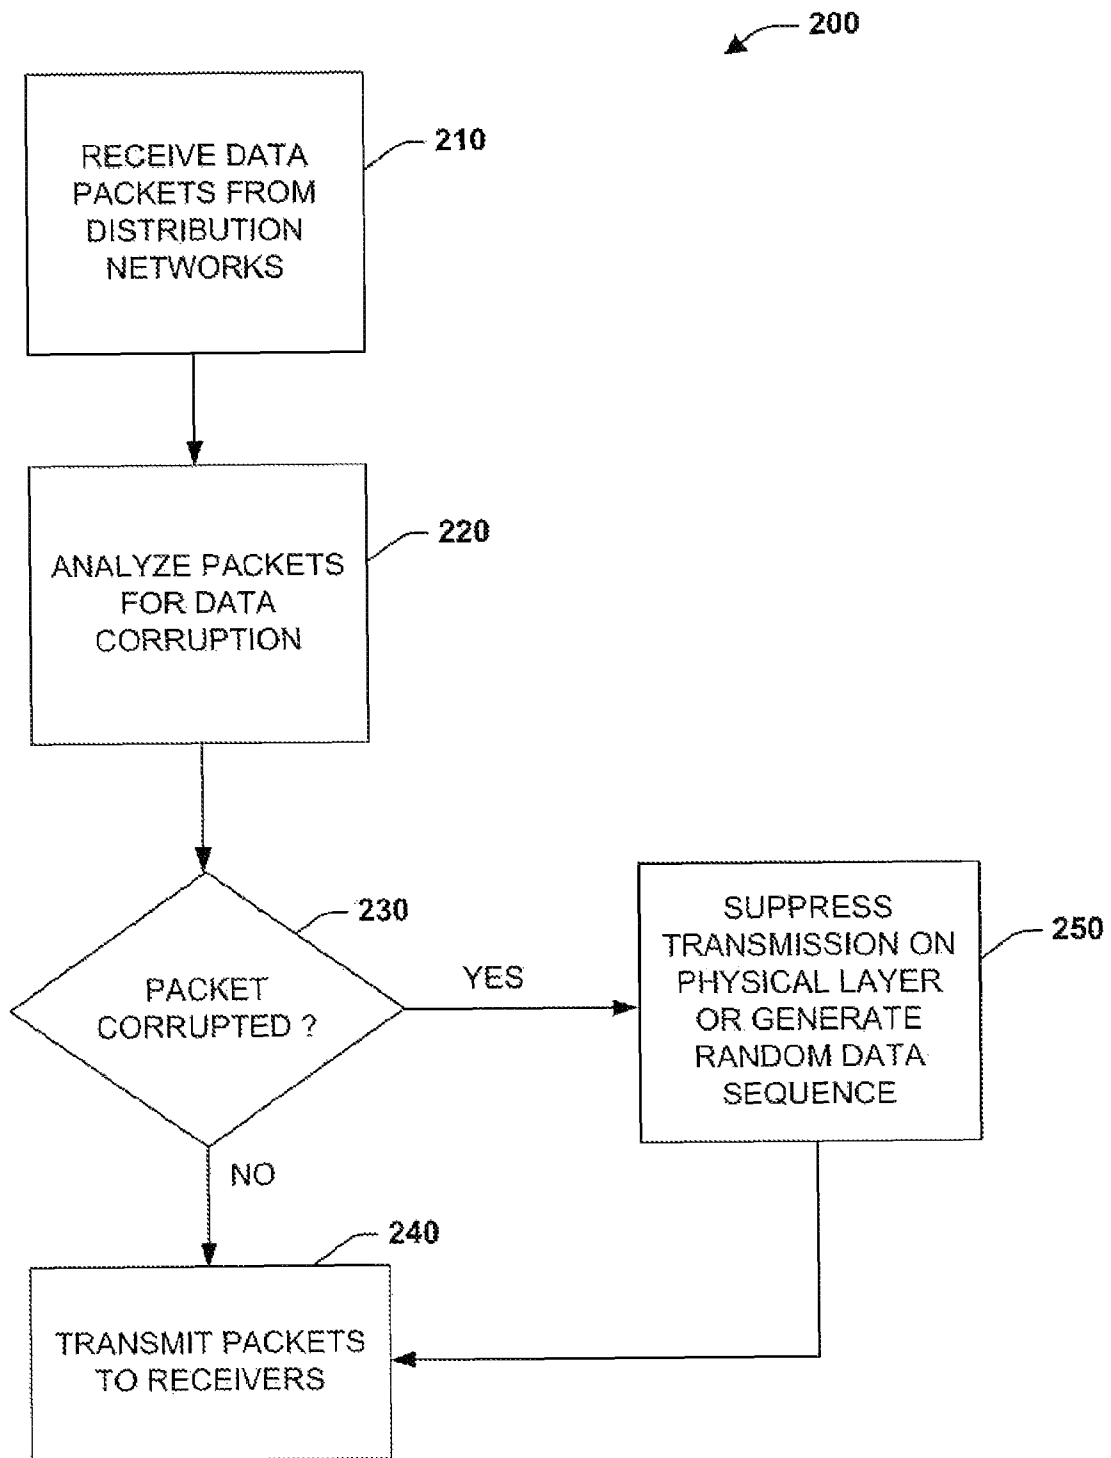 200
RECEIVE DATA
PACKETS FROM
DISTRIBUTION
NETWORKS
210
ANALYZE PACKETS
FOR DATA
CORRUPTION
220
PACKET
CORRUPTED ?
230
YES
SUPPRESS
TRANSMISSION ON
PHYSICAL LAYER
OR GENERATE
RANDOM DATA
SEQUENCE
250
NO
TRANSMIT PACKETS
TO RECEIVERS
240